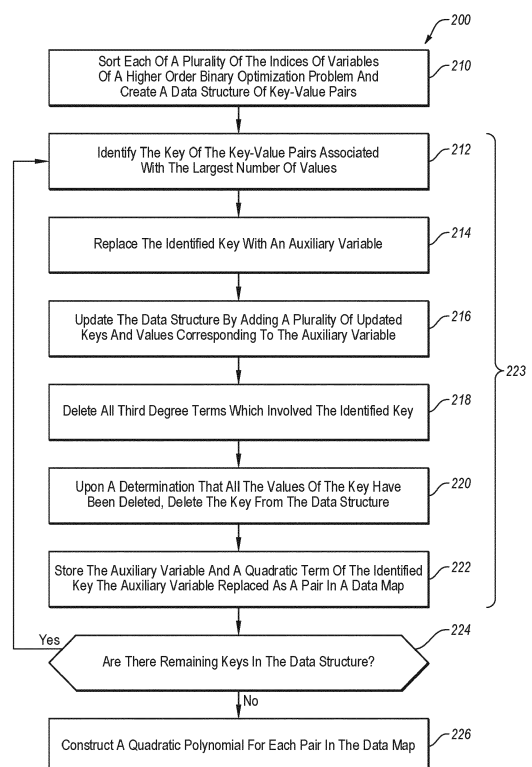 200
Sort Each Of A Plurality Of The Indices Of Variables
Of A Higher Order Binary Optimization Problem And
Create A Data Structure Of Key-Value Pairs
210
Identify The Key Of The Key-Value Pairs Associated
With The Largest Number Of Values
212
Replace The Identified Key With An Auxiliary Variable
214
Update The Data Structure By Adding A Plurality Of Updated
Keys And Values Corresponding To The Auxiliary Variable
216
223
Delete All Third Degree Terms Which Involved The Identified Key
218
Upon A Determination That All The Values Of The Key Have
Been Deleted, Delete The Key From The Data Structure
220
Store The Auxiliary Variable And A Quadratic Term Of The Identified
Key The Auxiliary Variable Replaced As A Pair In A Data Map
222
Yes
Are There Remaining Keys In The Data Structure?
224
No
Construct A Quadratic Polynomial For Each Pair In The Data Map
226